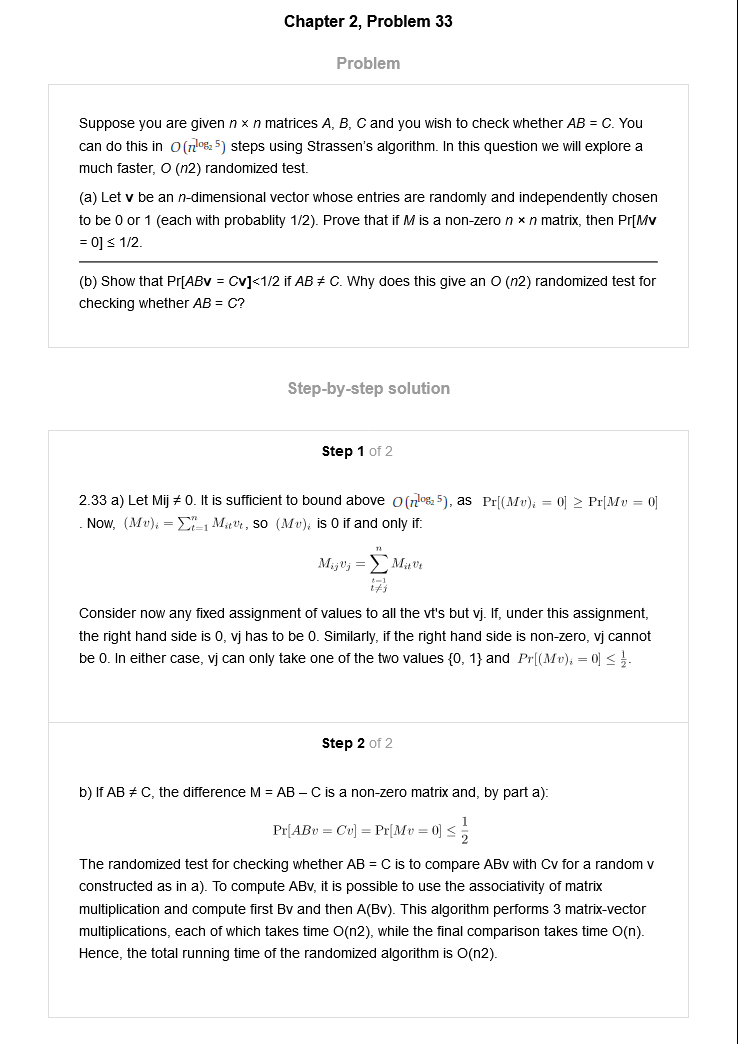 Chapter 2, Problem 33
Problem
Suppose you are given n × n matrices A, B, C and you wish to check whether AB = C. You
can do this in O(n^{log_2 5}) steps using Strassen's algorithm. In this question we will explore a
much faster, O (n2) randomized test.
(a) Let v be an n-dimensional vector whose entries are randomly and independently chosen
to be 0 or 1 (each with probablity 1/2). Prove that if M is a non-zero n × n matrix, then Pr[Mv
= 0] ≤ 1/2.
(b) Show that Pr[ABv = Cv]<1/2 if AB ≠ C. Why does this give an O (n2) randomized test for
checking whether AB = C?
Step-by-step solution
Step 1 of 2
2.33 a) Let Mij ≠ 0. It is sufficient to bound above O(n^{log_2 5}), as Pr[(Mv)_i = 0] ≥ Pr[Mv = 0]
. Now, (Mv)_i = ∑_{t=1}^{n} M_{it}v_t, so (Mv)_i is 0 if and only if:
M_{ij}v_j = ∑_{t=1, t≠j}^{n} M_{it}v_t
Consider now any fixed assignment of values to all the vt's but vj. If, under this assignment,
the right hand side is 0, vj has to be 0. Similarly, if the right hand side is non-zero, vj cannot
be 0. In either case, vj can only take one of the two values {0, 1} and Pr[(Mv)_i = 0] ≤ 1/2.
Step 2 of 2
b) If AB ≠ C, the difference M = AB – C is a non-zero matrix and, by part a):
Pr[ABv = Cv] = Pr[Mv = 0] ≤ 1/2
The randomized test for checking whether AB = C is to compare ABv with Cv for a random v
constructed as in a). To compute ABv, it is possible to use the associativity of matrix
multiplication and compute first Bv and then A(Bv). This algorithm performs 3 matrix-vector
multiplications, each of which takes time O(n2), while the final comparison takes time O(n).
Hence, the total running time of the randomized algorithm is O(n2).